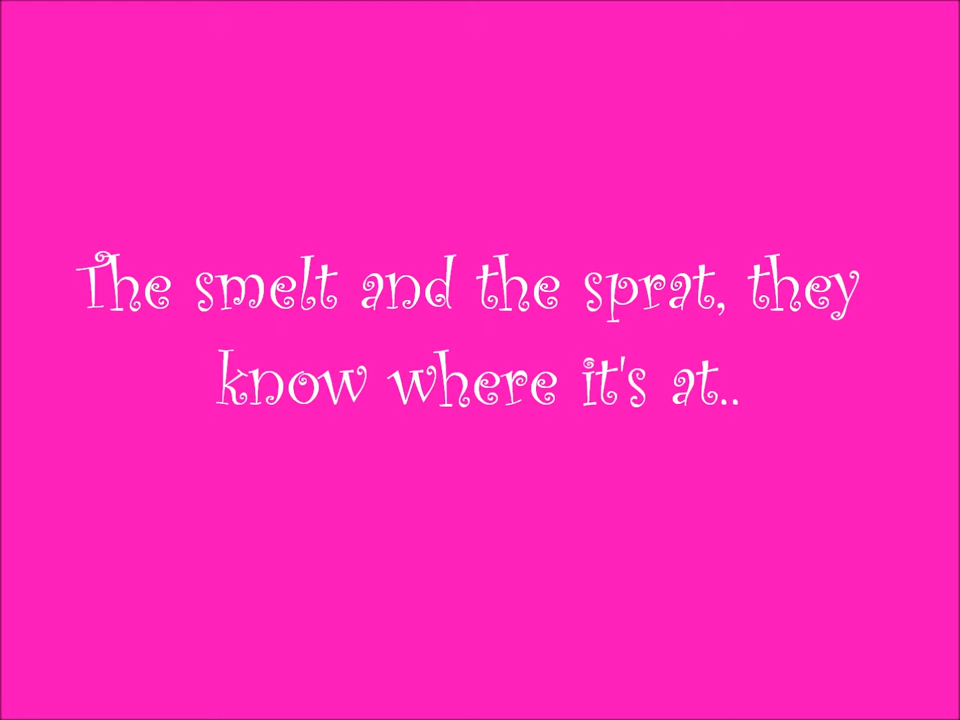 The smelt and the sprat, they
know where it's at..